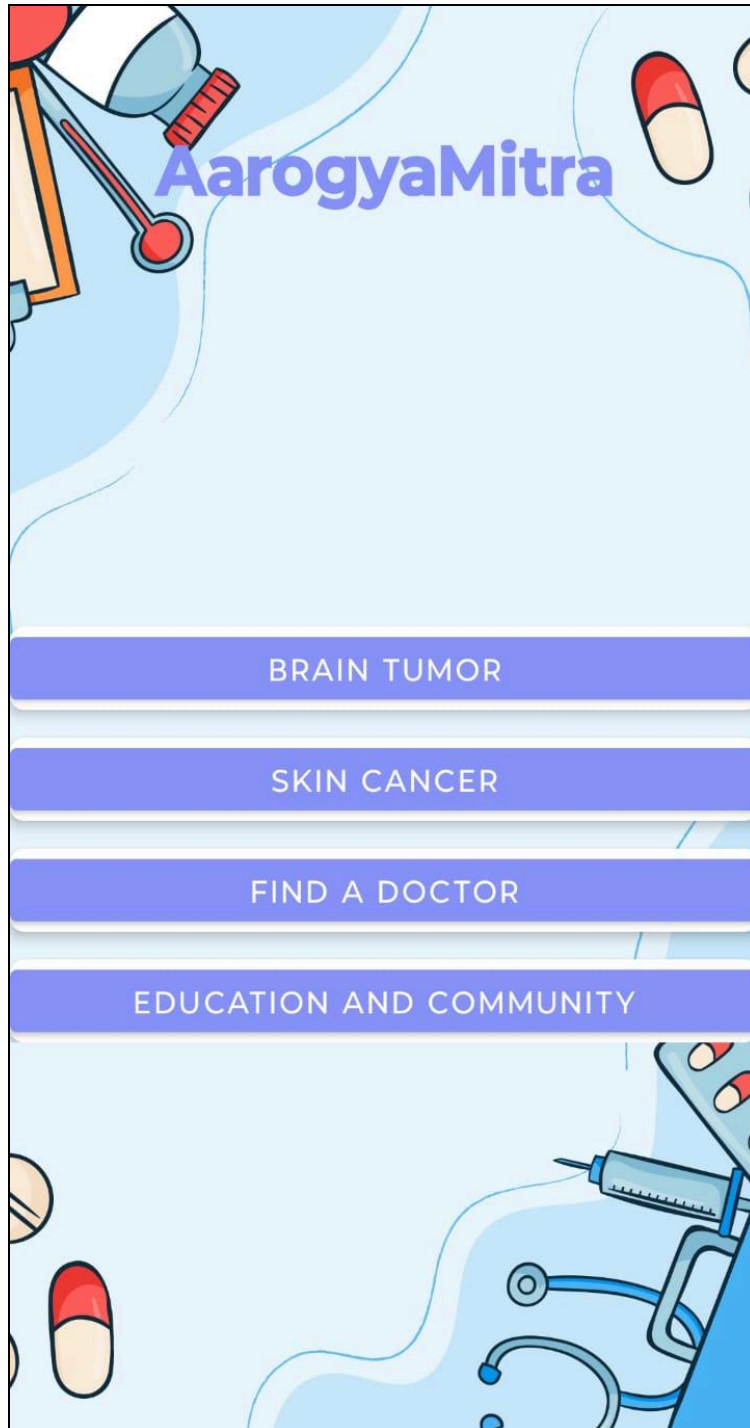 AarogyaMitra
BRAIN TUMOR
SKIN CANCER
FIND A DOCTOR
EDUCATION AND COMMUNITY